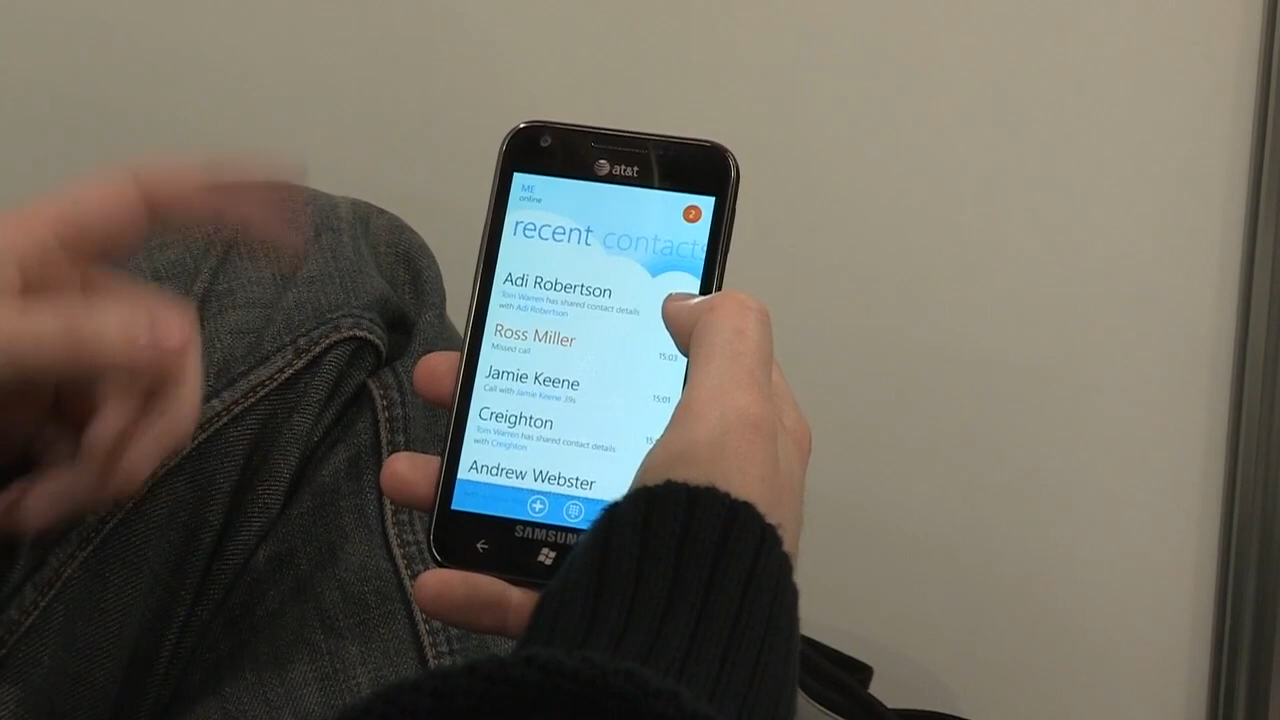 at&t
ME
online
2
recent contacts
Adi Robertson
Tom Warren has shared contact details
with Adi Robertson
Ross Miller
Missed call
15:03
Jamie Keene
Call with Jamie Keene 39s
15:01
Creighton
Tom Warren has shared contact details
with Creighton
Andrew Webster
SAMSUNG